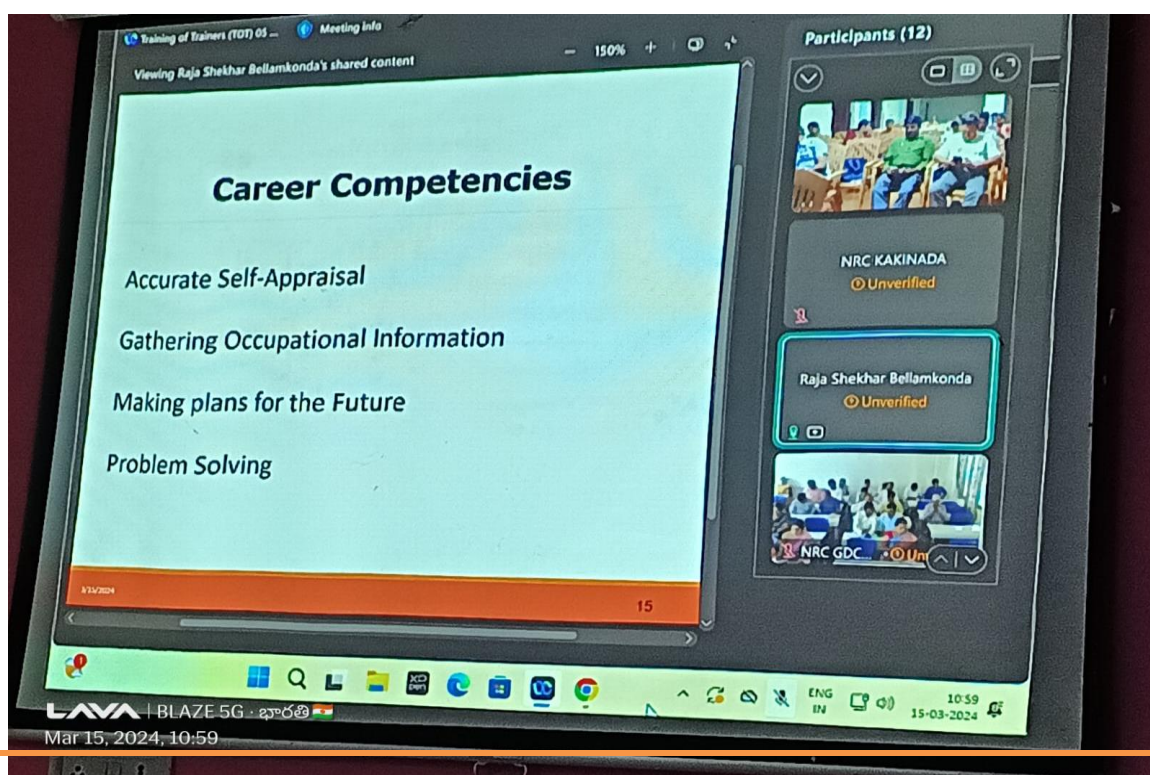 Training of Trainers (TOT) 05 ...
Meeting info
150%
Viewing Raja Shekhar Bellamkonda's shared content
Participants (12)
Career Competencies
Accurate Self-Appraisal
Gathering Occupational Information
Making plans for the Future
Problem Solving
15
NRC KAKINADA
Unverified
Raja Shekhar Bellamkonda
Unverified
NRC GDC...
ENG
IN
10:59
15-03-2024
LAVA | BLAZE 5G · భారతి
Mar 15, 2024, 10:59